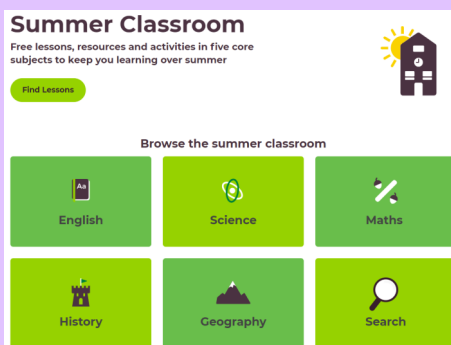 Summer Classroom
Free lessons, resources and activities in five core
subjects to keep you learning over summer
Find Lessons
Browse the summer classroom
Aa
English
Science
Maths
History
Geography
Search